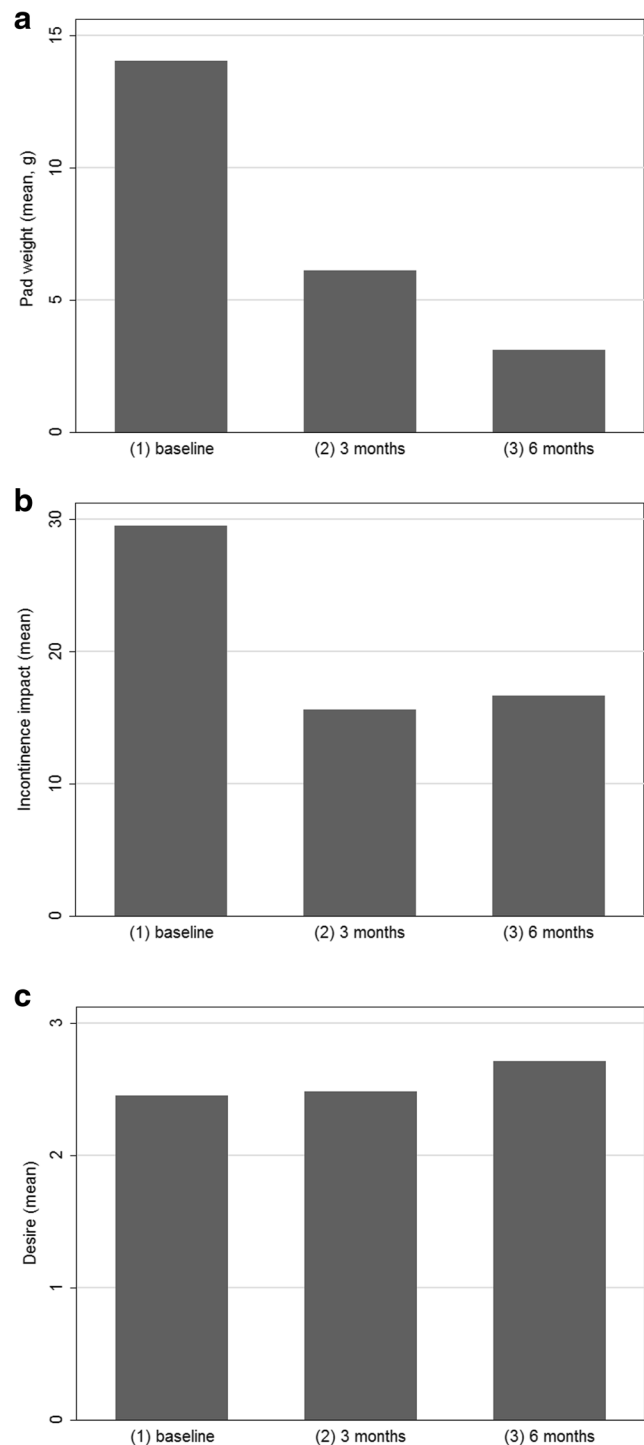 a
Pad weight (mean, g)
15
10
5
0
(1) baseline
(2) 3 months
(3) 6 months
b
Incontinence impact (mean)
30
20
10
0
(1) baseline
(2) 3 months
(3) 6 months
c
Desire (mean)
3
2
1
0
(1) baseline
(2) 3 months
(3) 6 months